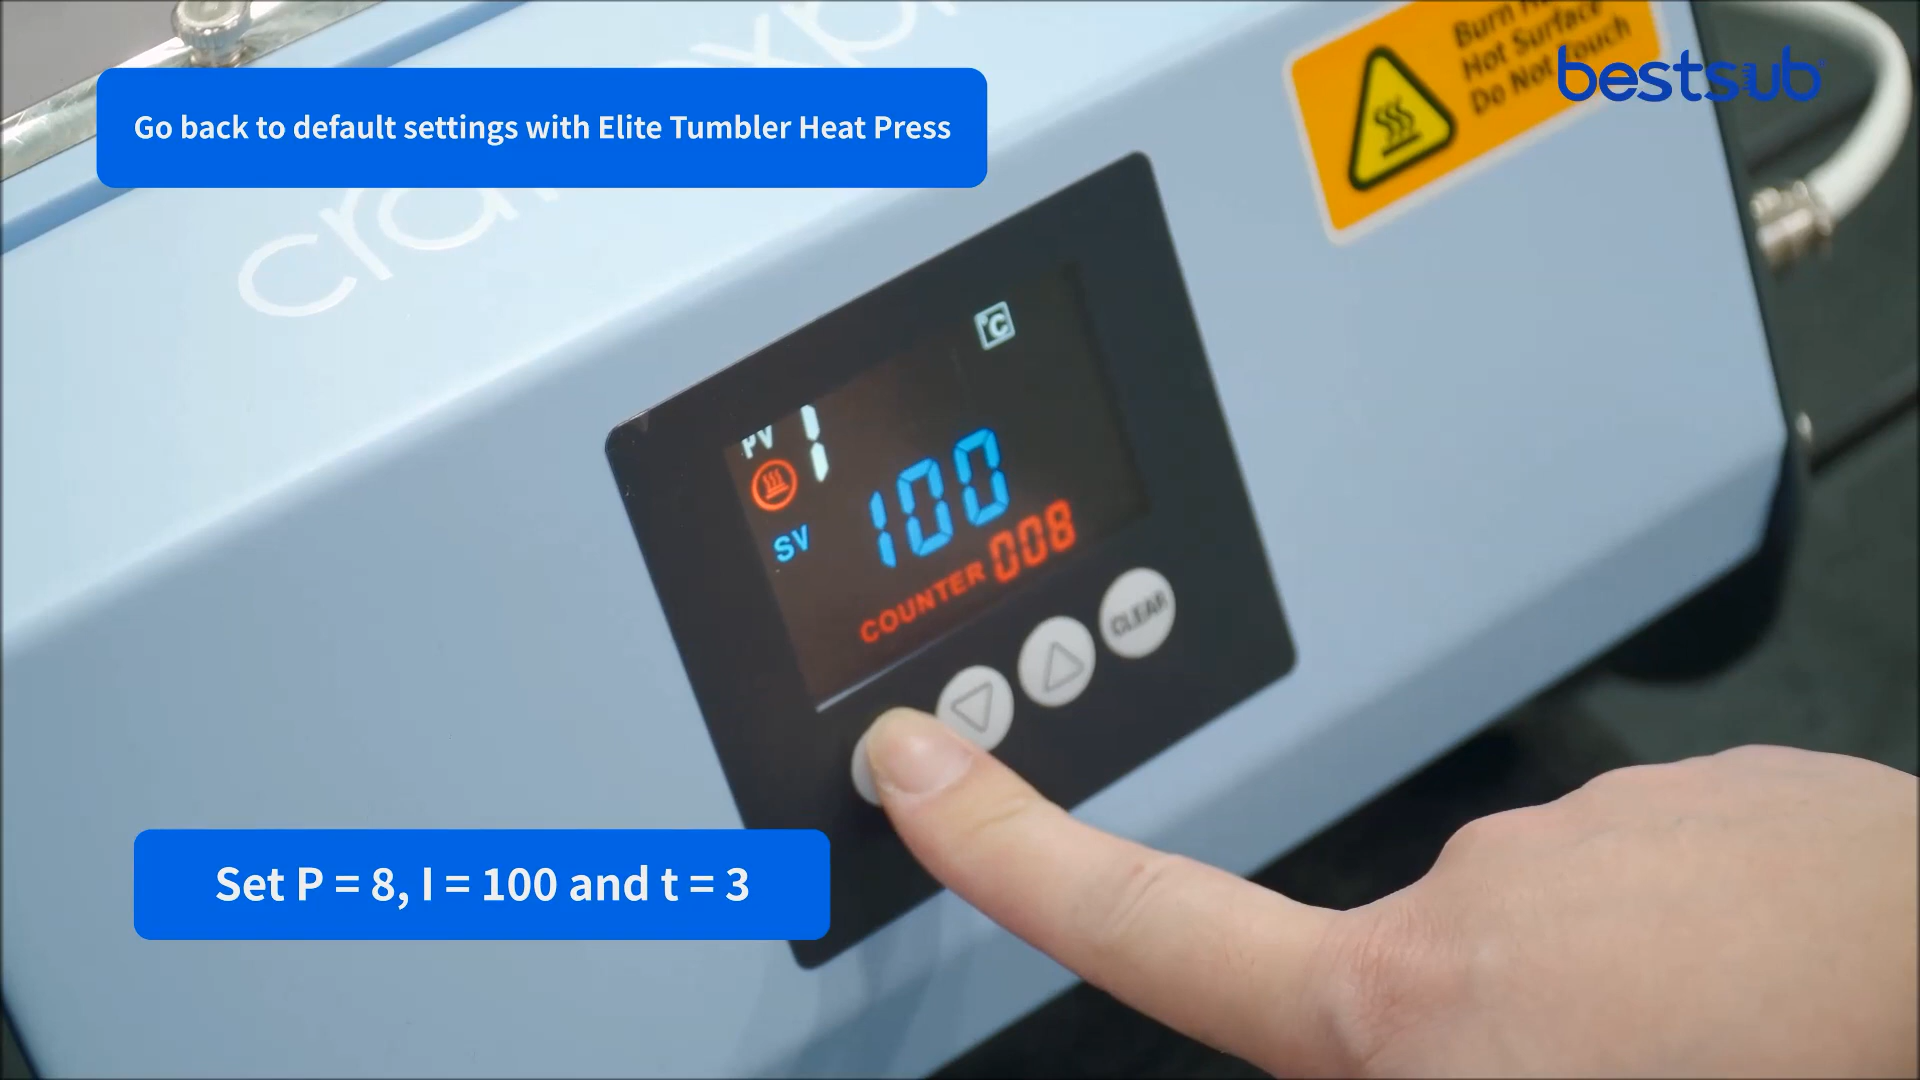 Go back to default settings with Elite Tumbler Heat Press
bestsub
Hot Surface
Do Not Touch
°C
PV 1
SV 100
COUNTER 008
CLEAR
Set P = 8, I = 100 and t = 3